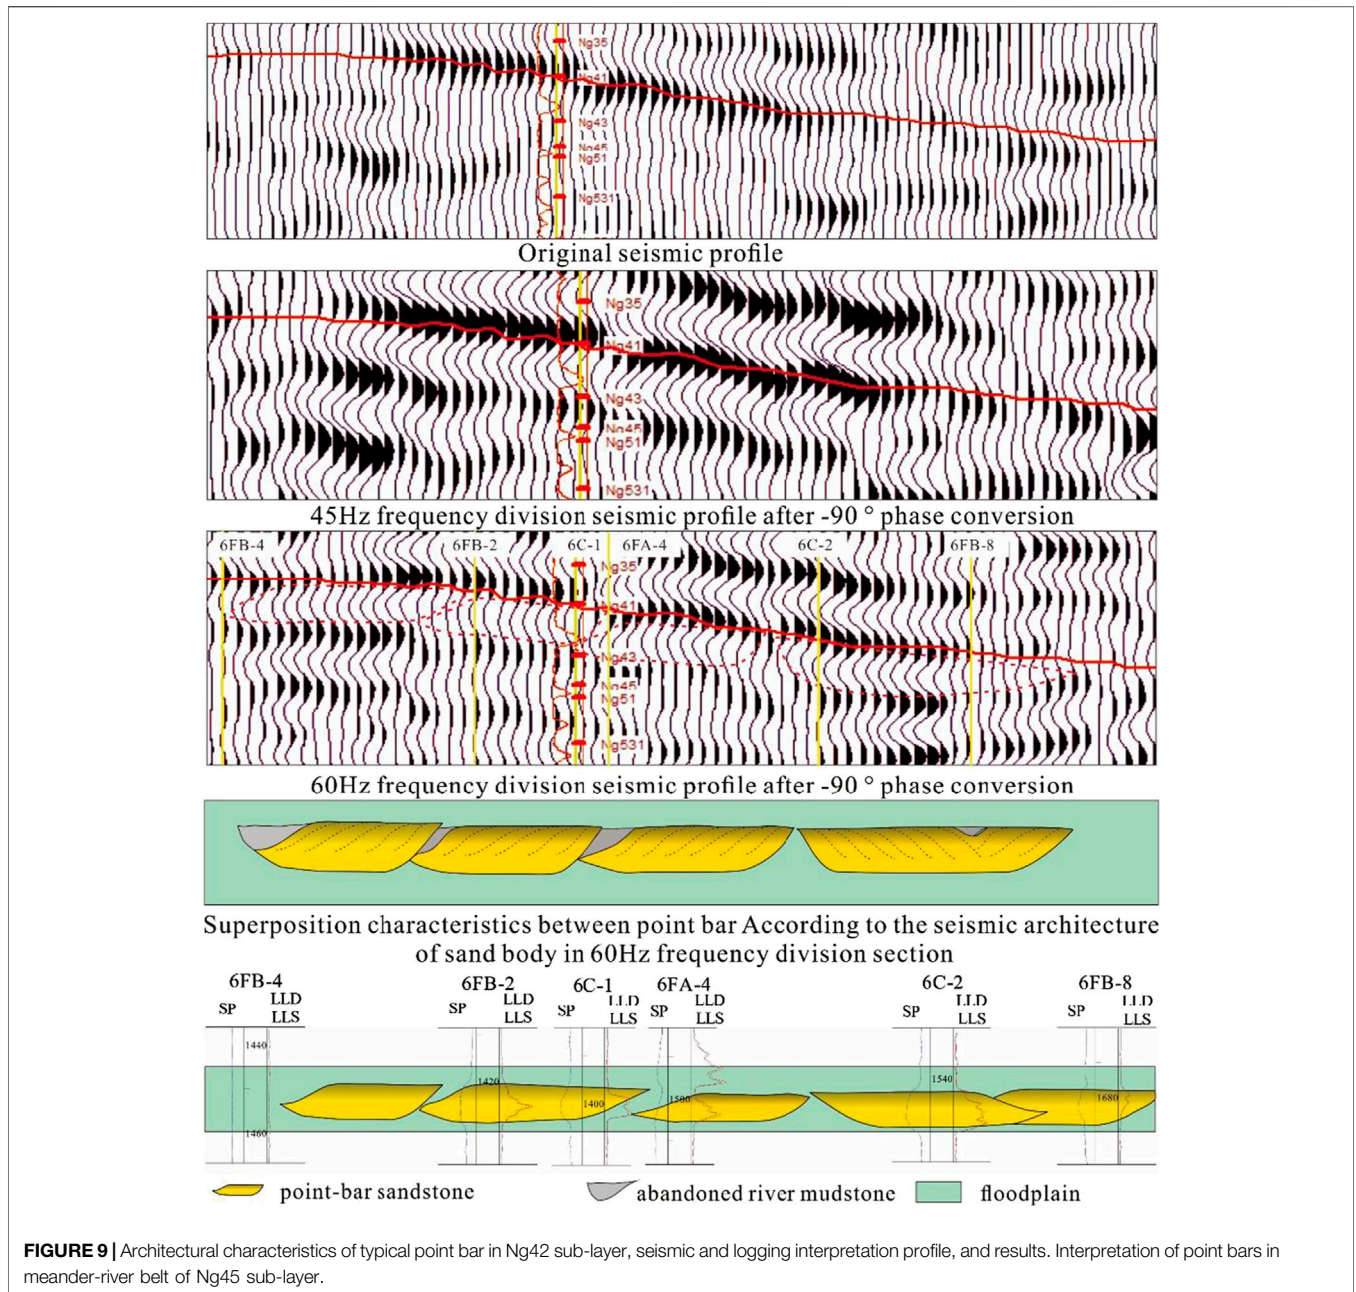 Ng35
Ng41
Ng43
Ng45
Ng51
Ng531
Original seismic profile
Ng35
Ng41
Ng43
Ng45
Ng51
Ng531
45Hz frequency division seismic profile after -90 ° phase conversion
6FB-4 6FB-2 6C-1 6FA-4 6C-2 6FB-8
Ng35
Ng41
Ng43
Ng45
Ng51
Ng531
60Hz frequency division seismic profile after -90 ° phase conversion
Superposition characteristics between point bar According to the seismic architecture
of sand body in 60Hz frequency division section
6FB-4 6FB-2 6C-1 6FA-4 6C-2 6FB-8
SP LLD SP LLD SP LLD SP LLD SP LLD SP LLD
LLS LLS LLS LLS LLS LLS
1440
1420 1540
1400 1500 1680
1460
point-bar sandstone abandoned river mudstone floodplain
FIGURE 9 | Architectural characteristics of typical point bar in Ng42 sub-layer, seismic and logging interpretation profile, and results. Interpretation of point bars in
meander-river belt of Ng45 sub-layer.